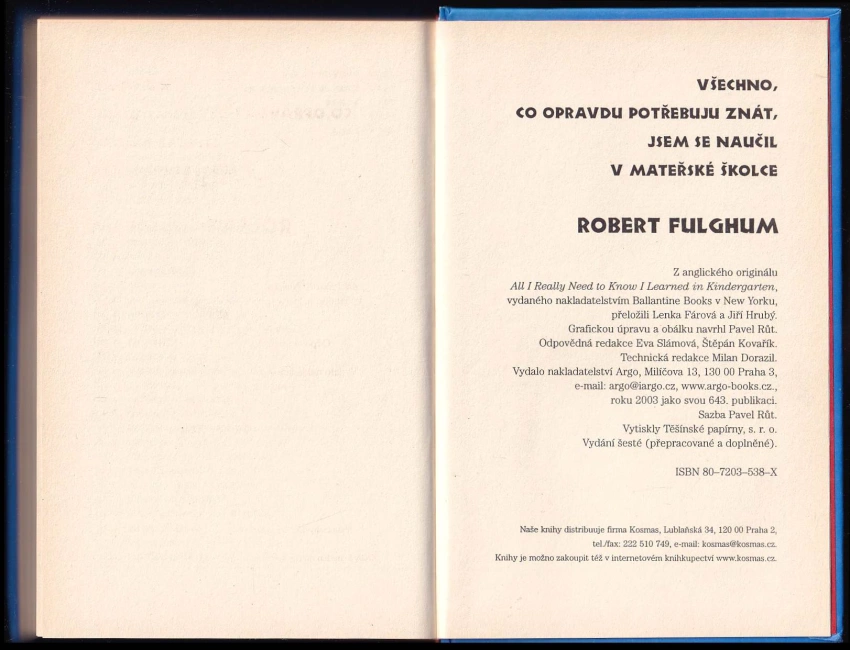 VŠECHNO,
CO OPRAVDU POTŘEBUJU ZNÁT,
JSEM SE NAUČIL
V MATEŘSKÉ ŠKOLCE
ROBERT FULGHUM
Z anglického originálu
All I Really Need to Know I Learned in Kindergarten,
vydaného nakladatelstvím Ballantine Books v New Yorku,
přeložili Lenka Fárová a Jiří Hrubý.
Grafickou úpravu a obálku navrhl Pavel Růt.
Odpovědná redakce Eva Slámová, Štěpán Kovařík.
Technická redakce Milan Dorazil.
Vydalo nakladatelství Argo, Milíčova 13, 130 00 Praha 3,
e-mail: argo@iargo.cz, www.argo-books.cz.,
roku 2003 jako svou 643. publikaci.
Sazba Pavel Růt.
Vytiskly Těšínské papírny, s. r. o.
Vydání šesté (přepracované a doplněné).
ISBN 80–7203–538–X
Naše knihy distribuuje firma Kosmas, Lublaňská 34, 120 00 Praha 2,
tel./fax: 222 510 749, e-mail: kosmas@kosmas.cz.
Knihy je možno zakoupit též v internetovém knihkupectví www.kosmas.cz.